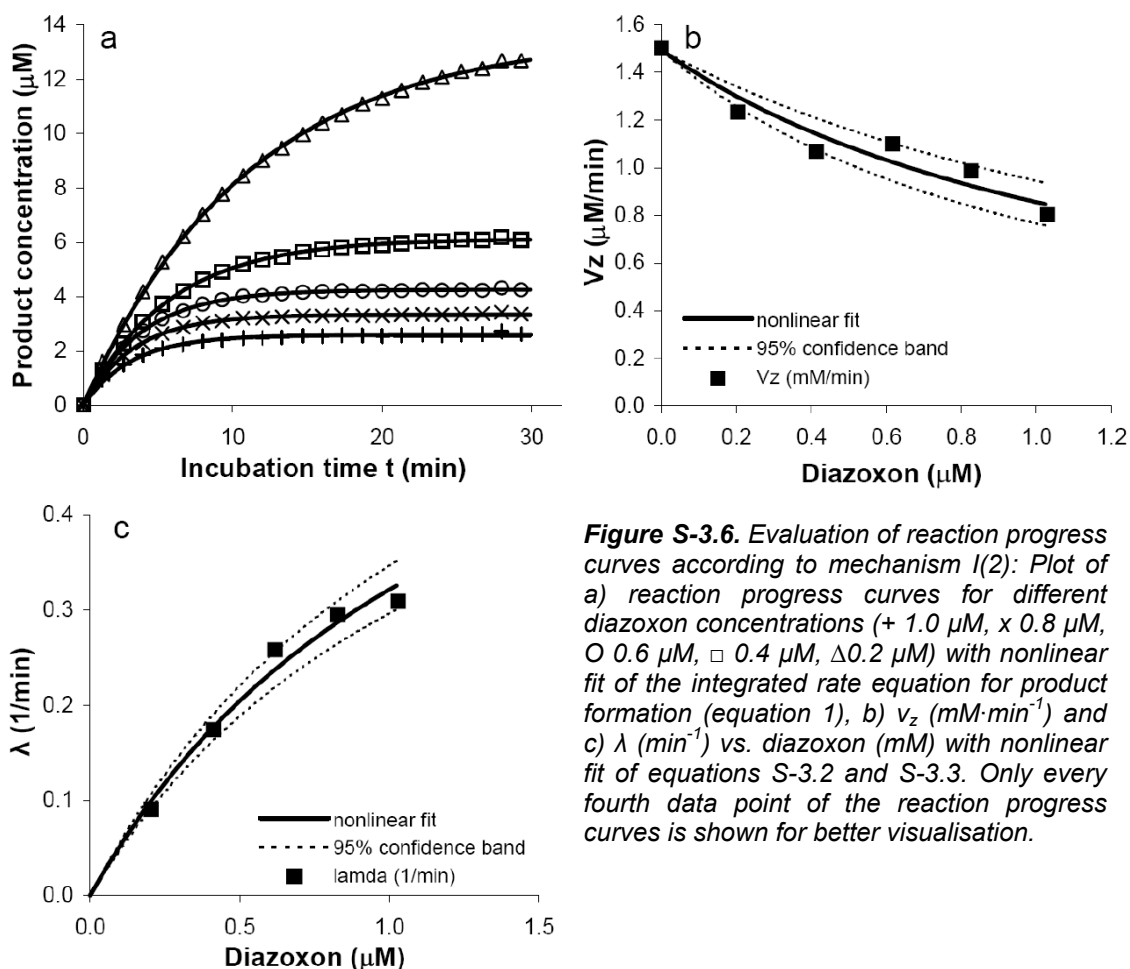 a
Product concentration (µM)
14
12
10
8
6
4
2
0
0 10 20 30
Incubation time t (min)
b
Vz (µM/min)
1.6
1.4
1.2
1.0
0.8
0.6
0.4
0.2
0.0
nonlinear fit
95% confidence band
Vz (mM/min)
0.0 0.2 0.4 0.6 0.8 1.0 1.2
Diazoxon (µM)
c
λ (1/min)
0.4
0.3
0.2
0.1
0.0
nonlinear fit
95% confidence band
lamda (1/min)
0.0 0.5 1.0 1.5
Diazoxon (µM)
Figure S-3.6. Evaluation of reaction progress
curves according to mechanism I(2): Plot of
a) reaction progress curves for different
diazoxon concentrations (+ 1.0 µM, x 0.8 µM,
O 0.6 µM, □ 0.4 µM, Δ0.2 µM) with nonlinear
fit of the integrated rate equation for product
formation (equation 1), b) vz (mM·min⁻¹) and
c) λ (min⁻¹) vs. diazoxon (mM) with nonlinear
fit of equations S-3.2 and S-3.3. Only every
fourth data point of the reaction progress
curves is shown for better visualisation.